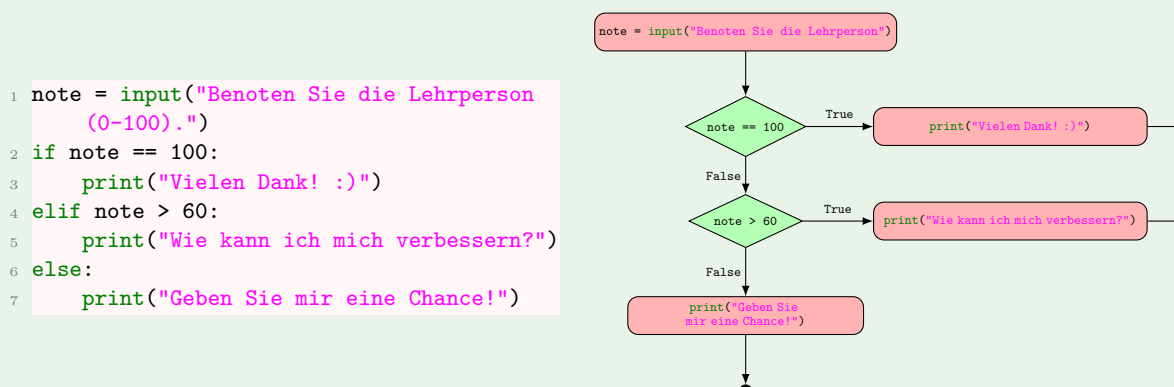 1 note = input("Benoten Sie die Lehrperson
(0-100).")
2 if note == 100:
3     print("Vielen Dank! :)")
4 elif note > 60:
5     print("Wie kann ich mich verbessern?")
6 else:
7     print("Geben Sie mir eine Chance!")
note = input("Benoten Sie die Lehrperson")
note == 100
True
print("Vielen Dank! :)")
False
note > 60
True
print("Wie kann ich mich verbessern?")
False
print("Geben Sie
mir eine Chance!")